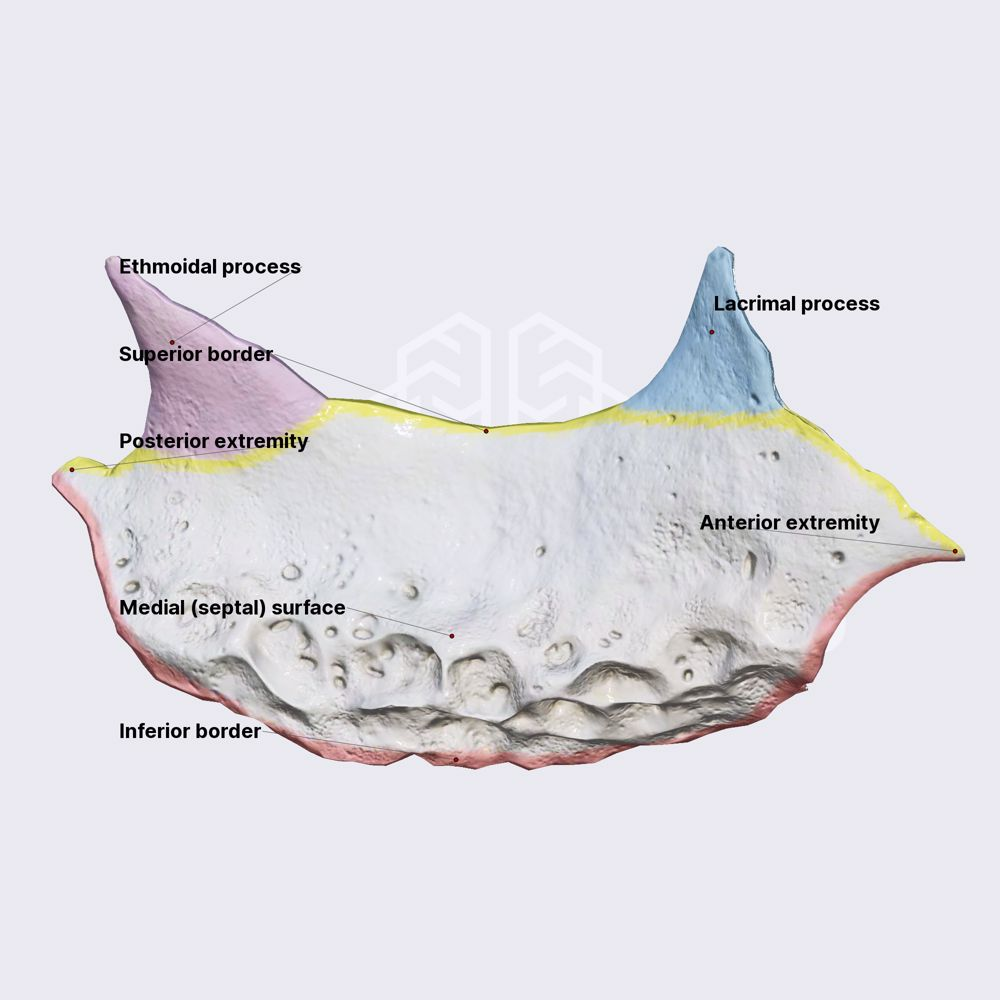 Ethmoidal process
Lacrimal process
Superior border
Posterior extremity
Anterior extremity
Medial (septal) surface
Inferior border